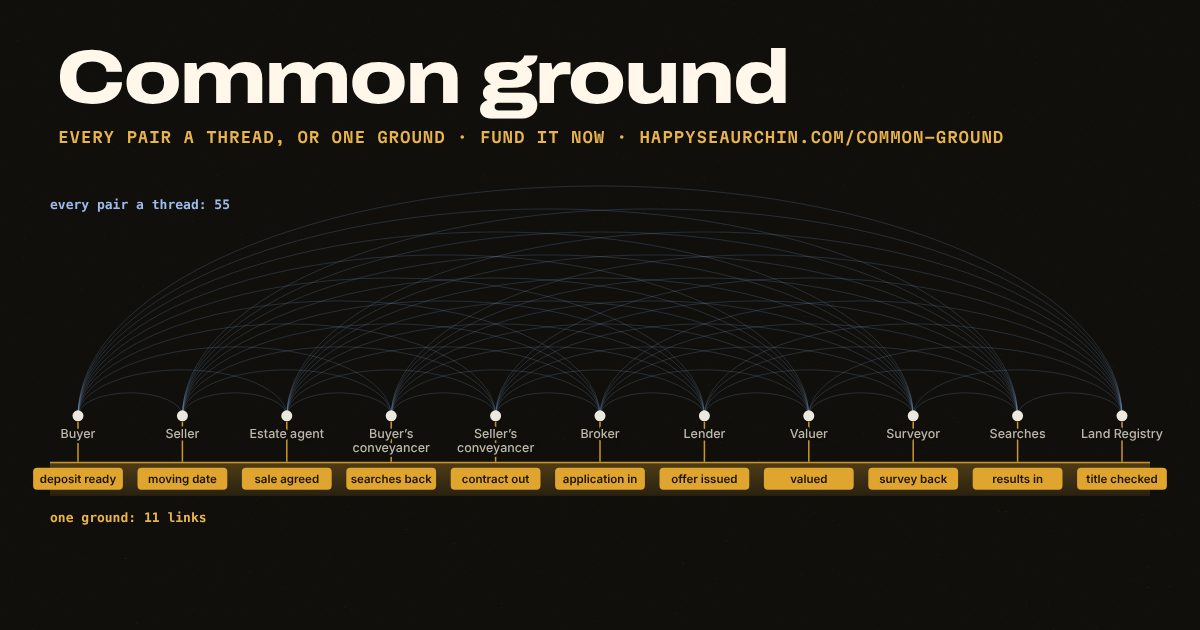 Common ground
EVERY PAIR A THREAD, OR ONE GROUND · FUND IT NOW · HAPPYSEAURCHIN.COM/COMMON-GROUND
every pair a thread: 55
Buyer
Seller
Estate agent
Buyer’s
conveyancer
Seller’s
conveyancer
Broker
Lender
Valuer
Surveyor
Searches
Land Registry
deposit ready
moving date
sale agreed
searches back
contract out
application in
offer issued
valued
survey back
results in
title checked
one ground: 11 links